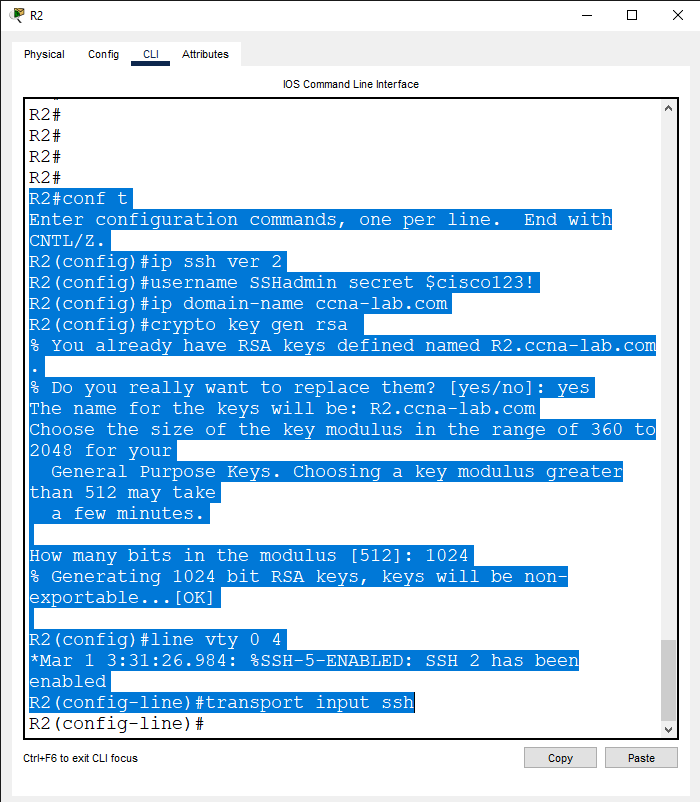 R2
Physical Config CLI Attributes
IOS Command Line Interface
R2#
R2#
R2#
R2#
R2#conf t
Enter configuration commands, one per line.  End with
CNTL/Z.
R2(config)#ip ssh ver 2
R2(config)#username SSHadmin secret $cisco123!
R2(config)#ip domain-name ccna-lab.com
R2(config)#crypto key gen rsa
% You already have RSA keys defined named R2.ccna-lab.com
.
% Do you really want to replace them? [yes/no]: yes
The name for the keys will be: R2.ccna-lab.com
Choose the size of the key modulus in the range of 360 to
2048 for your
  General Purpose Keys. Choosing a key modulus greater
than 512 may take
  a few minutes.

How many bits in the modulus [512]: 1024
% Generating 1024 bit RSA keys, keys will be non-
exportable...[OK]

R2(config)#line vty 0 4
*Mar 1 3:31:26.984: %SSH-5-ENABLED: SSH 2 has been
enabled
R2(config-line)#transport input ssh
R2(config-line)#
Ctrl+F6 to exit CLI focus
Copy
Paste